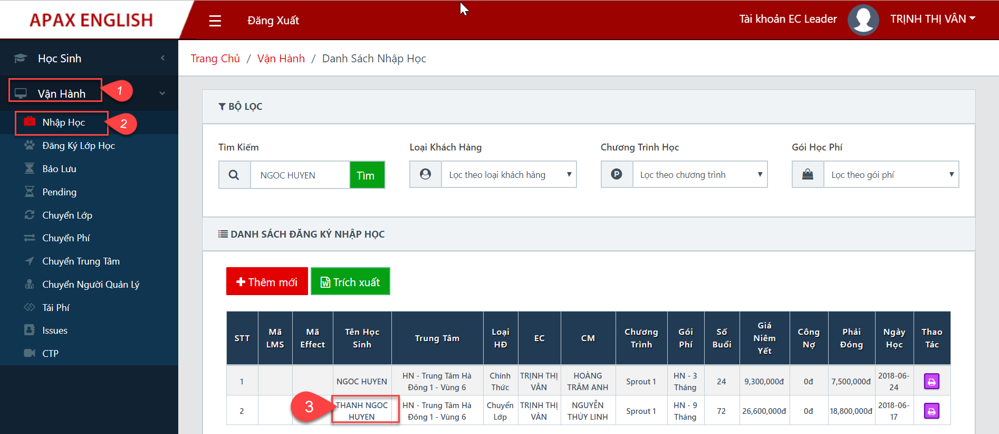 APAX ENGLISH
Đăng Xuất
Tài khoản EC Leader
TRỊNH THỊ VÂN
Học Sinh
Vận Hành
1
Nhập Học
2
Đăng Ký Lớp Học
Bảo Lưu
Pending
Chuyển Lớp
Chuyển Phí
Chuyển Trung Tâm
Chuyển Người Quản Lý
Tái Phí
Issues
CTP
Trang Chủ / Vận Hành / Danh Sách Nhập Học
BỘ LỌC
Tìm Kiếm
NGOC HUYEN
Tìm
Loại Khách Hàng
Lọc theo loại khách hàng
Chương Trình Học
P
Lọc theo chương trình
Gói Học Phí
Lọc theo gói phí
DANH SÁCH ĐĂNG KÝ NHẬP HỌC
Thêm mới
Trích xuất
STT
Mã
LMS
Mã
Effect
Tên Học
Sinh
Trung Tâm
Loại
HĐ
EC
CM
Chương
Trình
Gói
Phí
Số
Buổi
Giá
Niêm
Yết
Công
Nợ
Phải
Đóng
Ngày
Học
Thao
Tác
1
NGOC HUYEN
HN - Trung Tâm Hà
Đông 1 - Vùng 6
Chính
Thức
TRỊNH THỊ
VÂN
HOÀNG
TRÂM ANH
Sprout 1
HN - 3
Tháng
24
9,300,000đ
0đ
7,500,000đ
2018-06-
24
2
3
THANH NGOC
HUYEN
HN - Trung Tâm Hà
Đông 1 - Vùng 6
Chuyển
Lớp
TRỊNH THỊ
VÂN
NGUYỄN
THÙY LINH
Sprout 1
HN - 9
Tháng
72
26,600,000đ
0đ
18,800,000đ
2018-06-
17